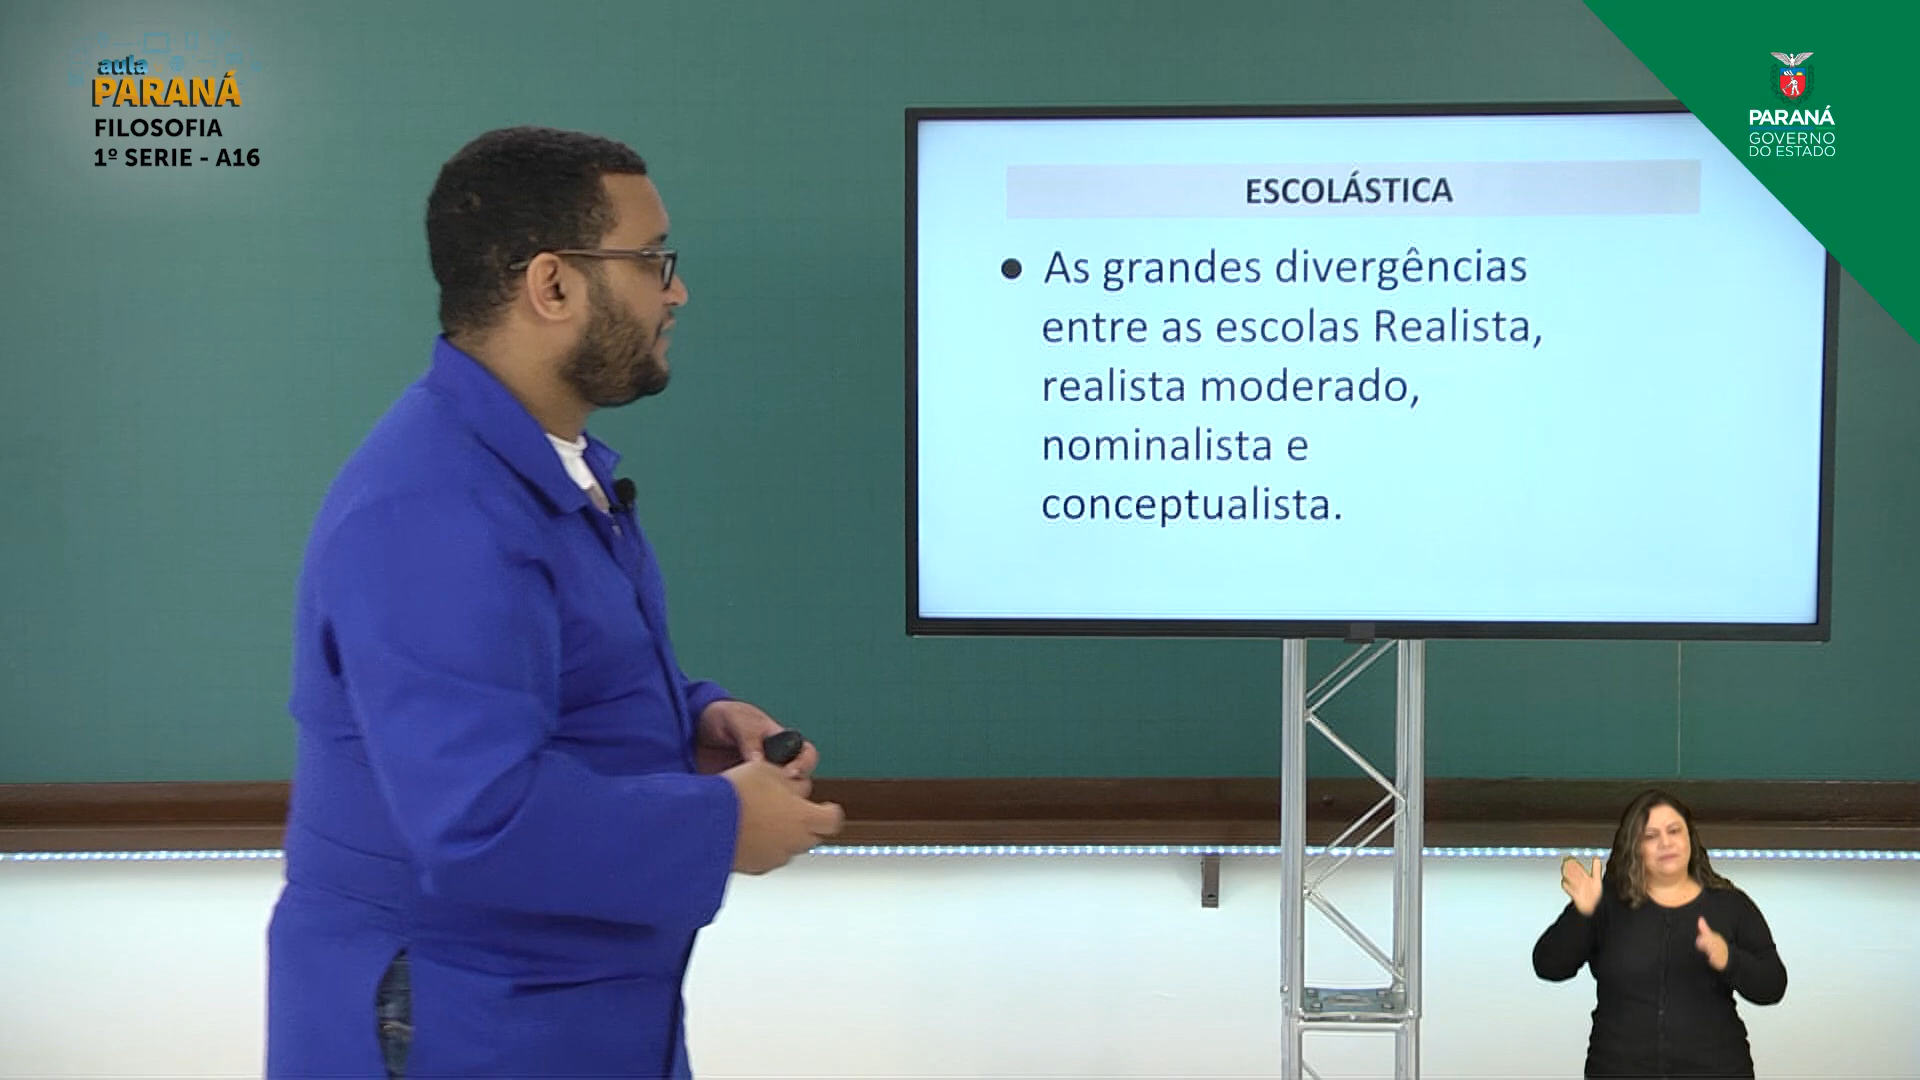 aula
PARANÁ
FILOSOFIA
1º SERIE - A16
PARANÁ
GOVERNO
DO ESTADO
ESCOLÁSTICA
• As grandes divergências
entre as escolas Realista,
realista moderado,
nominalista e
conceptualista.